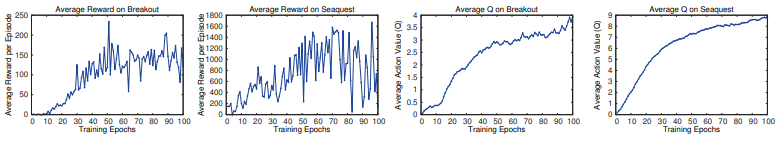 Average Reward on Breakout
Average Reward per Episode
250
200
150
100
50
0
0 10 20 30 40 50 60 70 80 90 100
Training Epochs
Average Reward on Seaquest
Average Reward per Episode
1800
1600
1400
1200
1000
800
600
400
200
0
0 10 20 30 40 50 60 70 80 90 100
Training Epochs
Average Q on Breakout
Average Action Value (Q)
4
3.5
3
2.5
2
1.5
1
0.5
0
0 10 20 30 40 50 60 70 80 90 100
Training Epochs
Average Q on Seaquest
Average Action Value (Q)
9
8
7
6
5
4
3
2
1
0
0 10 20 30 40 50 60 70 80 90 100
Training Epochs